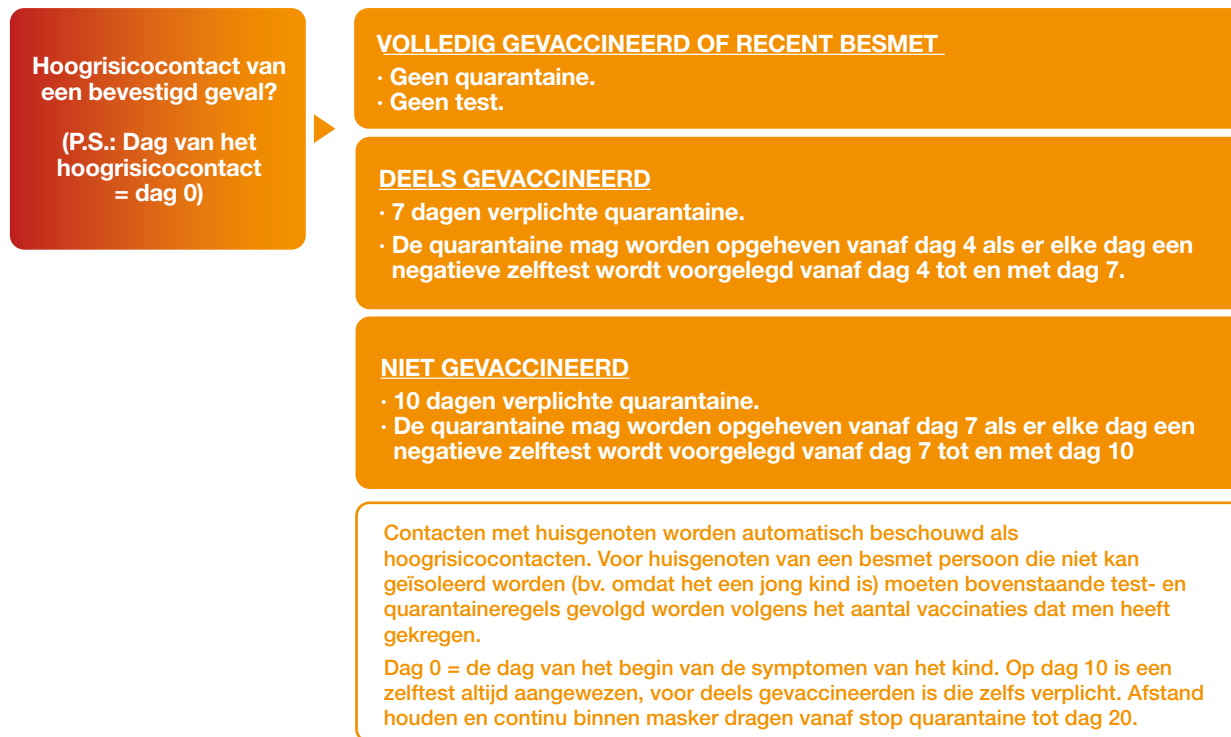 Hoogrisicocontact van
een bevestigd geval?
(P.S.: Dag van het
hoogrisicocontact
= dag 0)
VOLLEDIG GEVACCINEERD OF RECENT BESMET
· Geen quarantaine.
· Geen test.
DEELS GEVACCINEERD
· 7 dagen verplichte quarantaine.
· De quarantaine mag worden opgeheven vanaf dag 4 als er elke dag een
negatieve zelftest wordt voorgelegd vanaf dag 4 tot en met dag 7.
NIET GEVACCINEERD
· 10 dagen verplichte quarantaine.
· De quarantaine mag worden opgeheven vanaf dag 7 als er elke dag een
negatieve zelftest wordt voorgelegd vanaf dag 7 tot en met dag 10
Contacten met huisgenoten worden automatisch beschouwd als
hoogrisicocontacten. Voor huisgenoten van een besmet persoon die niet kan
geïsoleerd worden (bv. omdat het een jong kind is) moeten bovenstaande test- en
quarantaineregels gevolgd worden volgens het aantal vaccinaties dat men heeft
gekregen.
Dag 0 = de dag van het begin van de symptomen van het kind. Op dag 10 is een
zelftest altijd aangewezen, voor deels gevaccineerden is die zelfs verplicht. Afstand
houden en continu binnen masker dragen vanaf stop quarantaine tot dag 20.